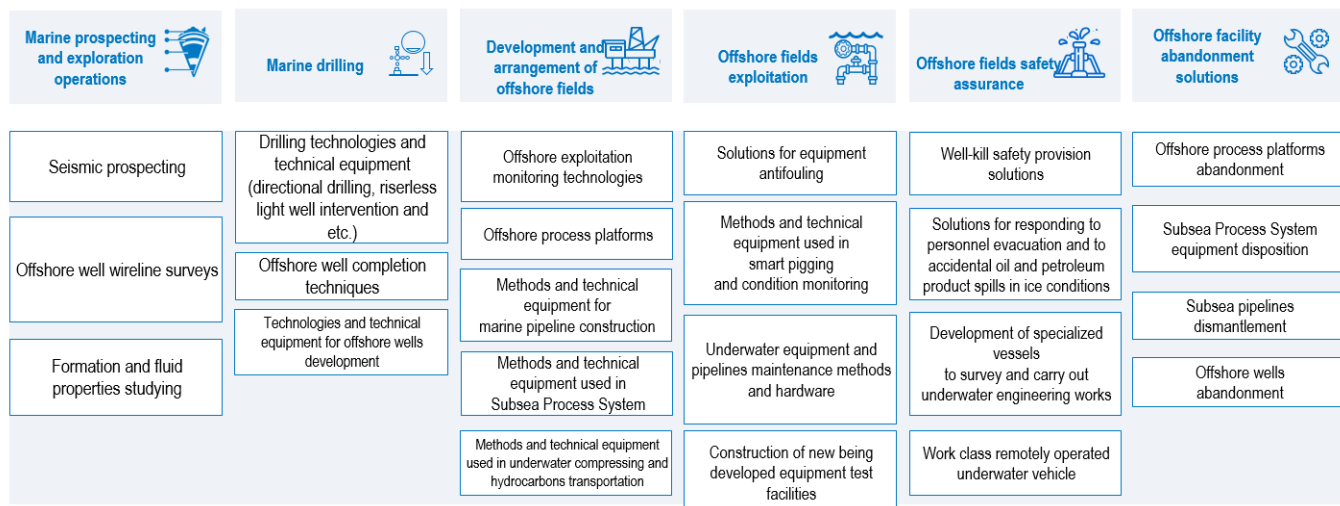 Marine prospecting
and exploration
operations
Seismic prospecting
Offshore well wireline surveys
Formation and fluid
properties studying
Marine drilling
Drilling technologies and
technical equipment
(directional drilling, riserless
light well intervention and
etc.)
Offshore well completion
techniques
Technologies and technical
equipment for offshore wells
development
Development and
arrangement of
offshore fields
Offshore exploitation
monitoring technologies
Offshore process platforms
Methods and technical
equipment for
marine pipeline construction
Methods and technical
equipment used in
Subsea Process System
Methods and technical equipment
used in underwater compressing and
hydrocarbons transportation
Offshore fields
exploitation
Solutions for equipment
antifouling
Methods and technical
equipment used in
smart pigging
and condition monitoring
Underwater equipment and
pipelines maintenance methods
and hardware
Construction of new being
developed equipment test
facilities
Offshore fields safety
assurance
Well-kill safety provision
solutions
Solutions for responding to
personnel evacuation and to
accidental oil and petroleum
product spills in ice conditions
Development of specialized
vessels
to survey and carry out
underwater engineering works
Work class remotely operated
underwater vehicle
Offshore facility
abandonment
solutions
Offshore process platforms
abandonment
Subsea Process System
equipment disposition
Subsea pipelines
dismantlement
Offshore wells
abandonment